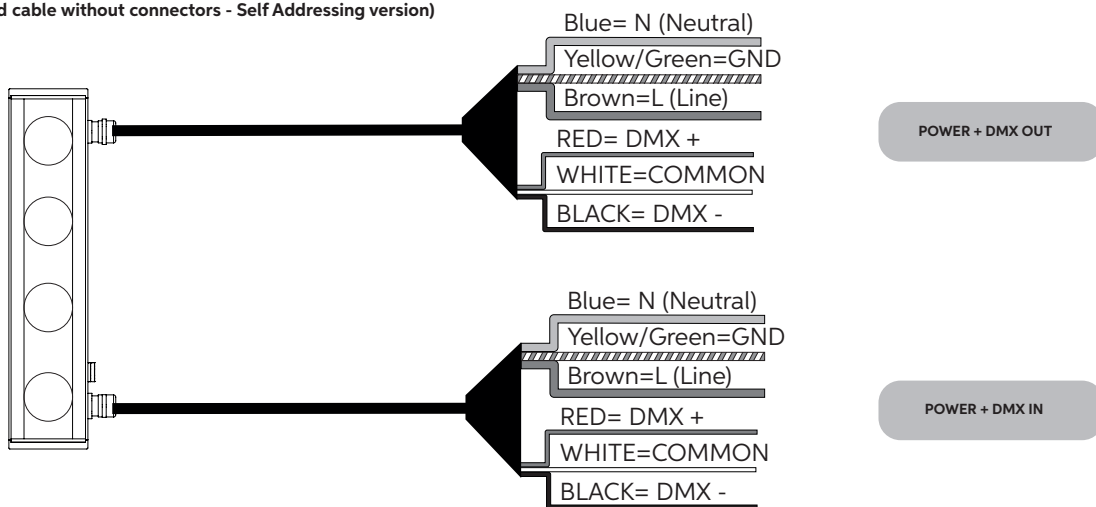 d cable without connectors - Self Addressing version)
Blue= N (Neutral)
Yellow/Green=GND
Brown=L (Line)
RED= DMX +
WHITE=COMMON
BLACK= DMX -
POWER + DMX OUT
Blue= N (Neutral)
Yellow/Green=GND
Brown=L (Line)
RED= DMX +
WHITE=COMMON
BLACK= DMX -
POWER + DMX IN